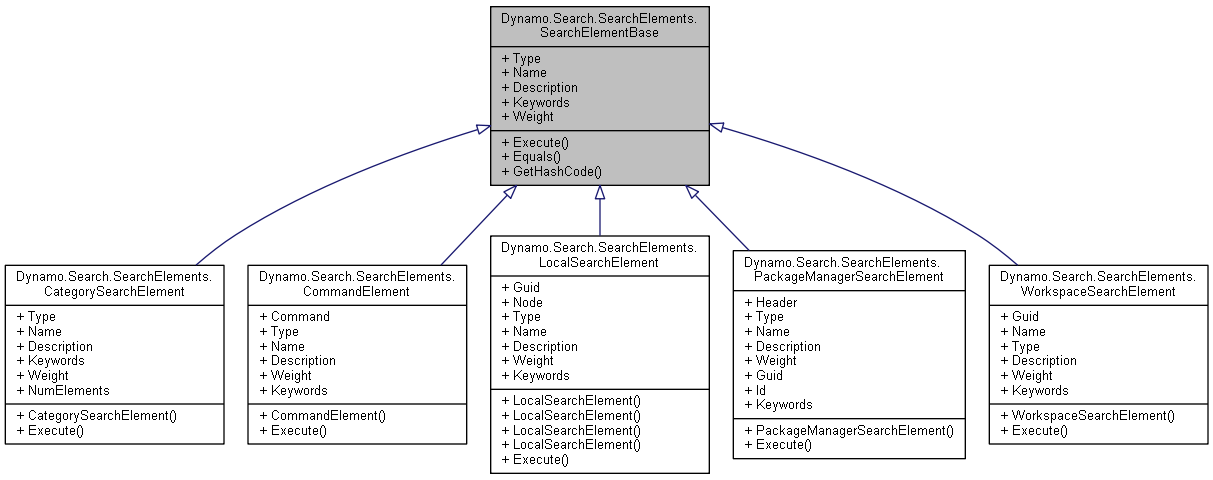 Dynamo.Search.SearchElements.
SearchElementBase
+ Type
+ Name
+ Description
+ Keywords
+ Weight
+ Execute()
+ Equals()
+ GetHashCode()
Dynamo.Search.SearchElements.
CategorySearchElement
+ Type
+ Name
+ Description
+ Keywords
+ Weight
+ NumElements
+ CategorySearchElement()
+ Execute()
Dynamo.Search.SearchElements.
CommandElement
+ Command
+ Type
+ Name
+ Description
+ Weight
+ Keywords
+ CommandElement()
+ Execute()
Dynamo.Search.SearchElements.
LocalSearchElement
+ Guid
+ Node
+ Type
+ Name
+ Description
+ Weight
+ Keywords
+ LocalSearchElement()
+ LocalSearchElement()
+ LocalSearchElement()
+ LocalSearchElement()
+ Execute()
Dynamo.Search.SearchElements.
PackageManagerSearchElement
+ Header
+ Type
+ Name
+ Description
+ Weight
+ Guid
+ Id
+ Keywords
+ PackageManagerSearchElement()
+ Execute()
Dynamo.Search.SearchElements.
WorkspaceSearchElement
+ Guid
+ Name
+ Type
+ Description
+ Weight
+ Keywords
+ WorkspaceSearchElement()
+ Execute()